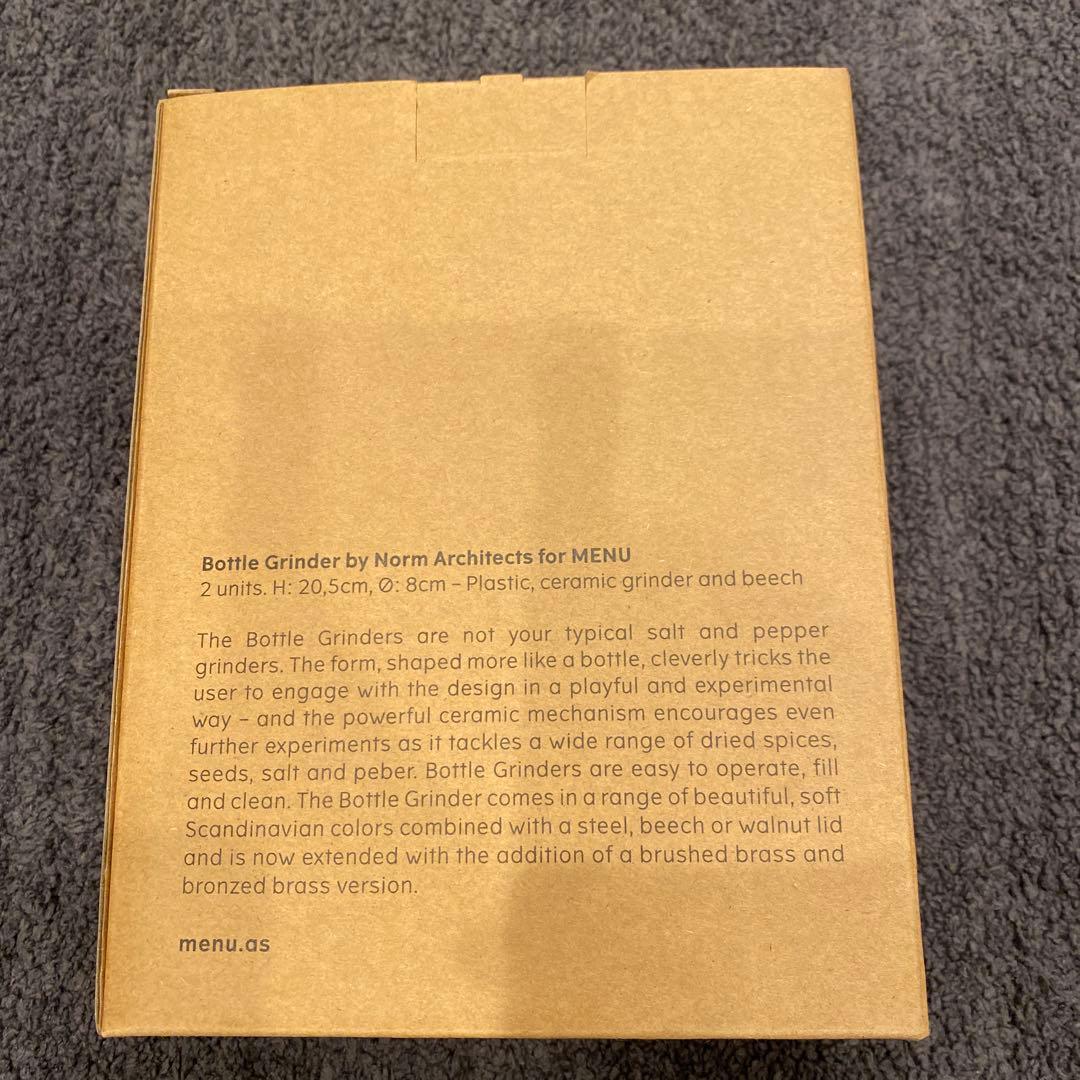 Bottle Grinder by Norm Architects for MENU
2 units. H: 20,5cm, Ø: 8cm – Plastic, ceramic grinder and beech
The Bottle Grinders are not your typical salt and pepper
grinders. The form, shaped more like a bottle, cleverly tricks the
user to engage with the design in a playful and experimental
way – and the powerful ceramic mechanism encourages even
further experiments as it tackles a wide range of dried spices,
seeds, salt and peber. Bottle Grinders are easy to operate, fill
and clean. The Bottle Grinder comes in a range of beautiful, soft
Scandinavian colors combined with a steel, beech or walnut lid
and is now extended with the addition of a brushed brass and
bronzed brass version.
menu.as